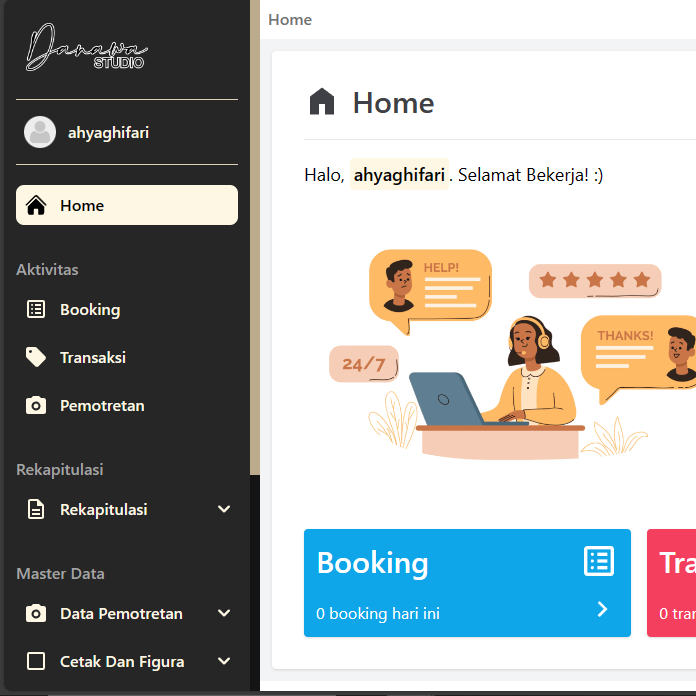 Danawa
STUDIO
ahyaghifari
Home
Aktivitas
Booking
Transaksi
Pemotretan
Rekapitulasi
Rekapitulasi
Master Data
Data Pemotretan
Cetak Dan Figura
Home
Home
Halo, ahyaghifari. Selamat Bekerja! :)
HELP!
THANKS!
24/7
Booking
0 booking hari ini
Tra
0 tran